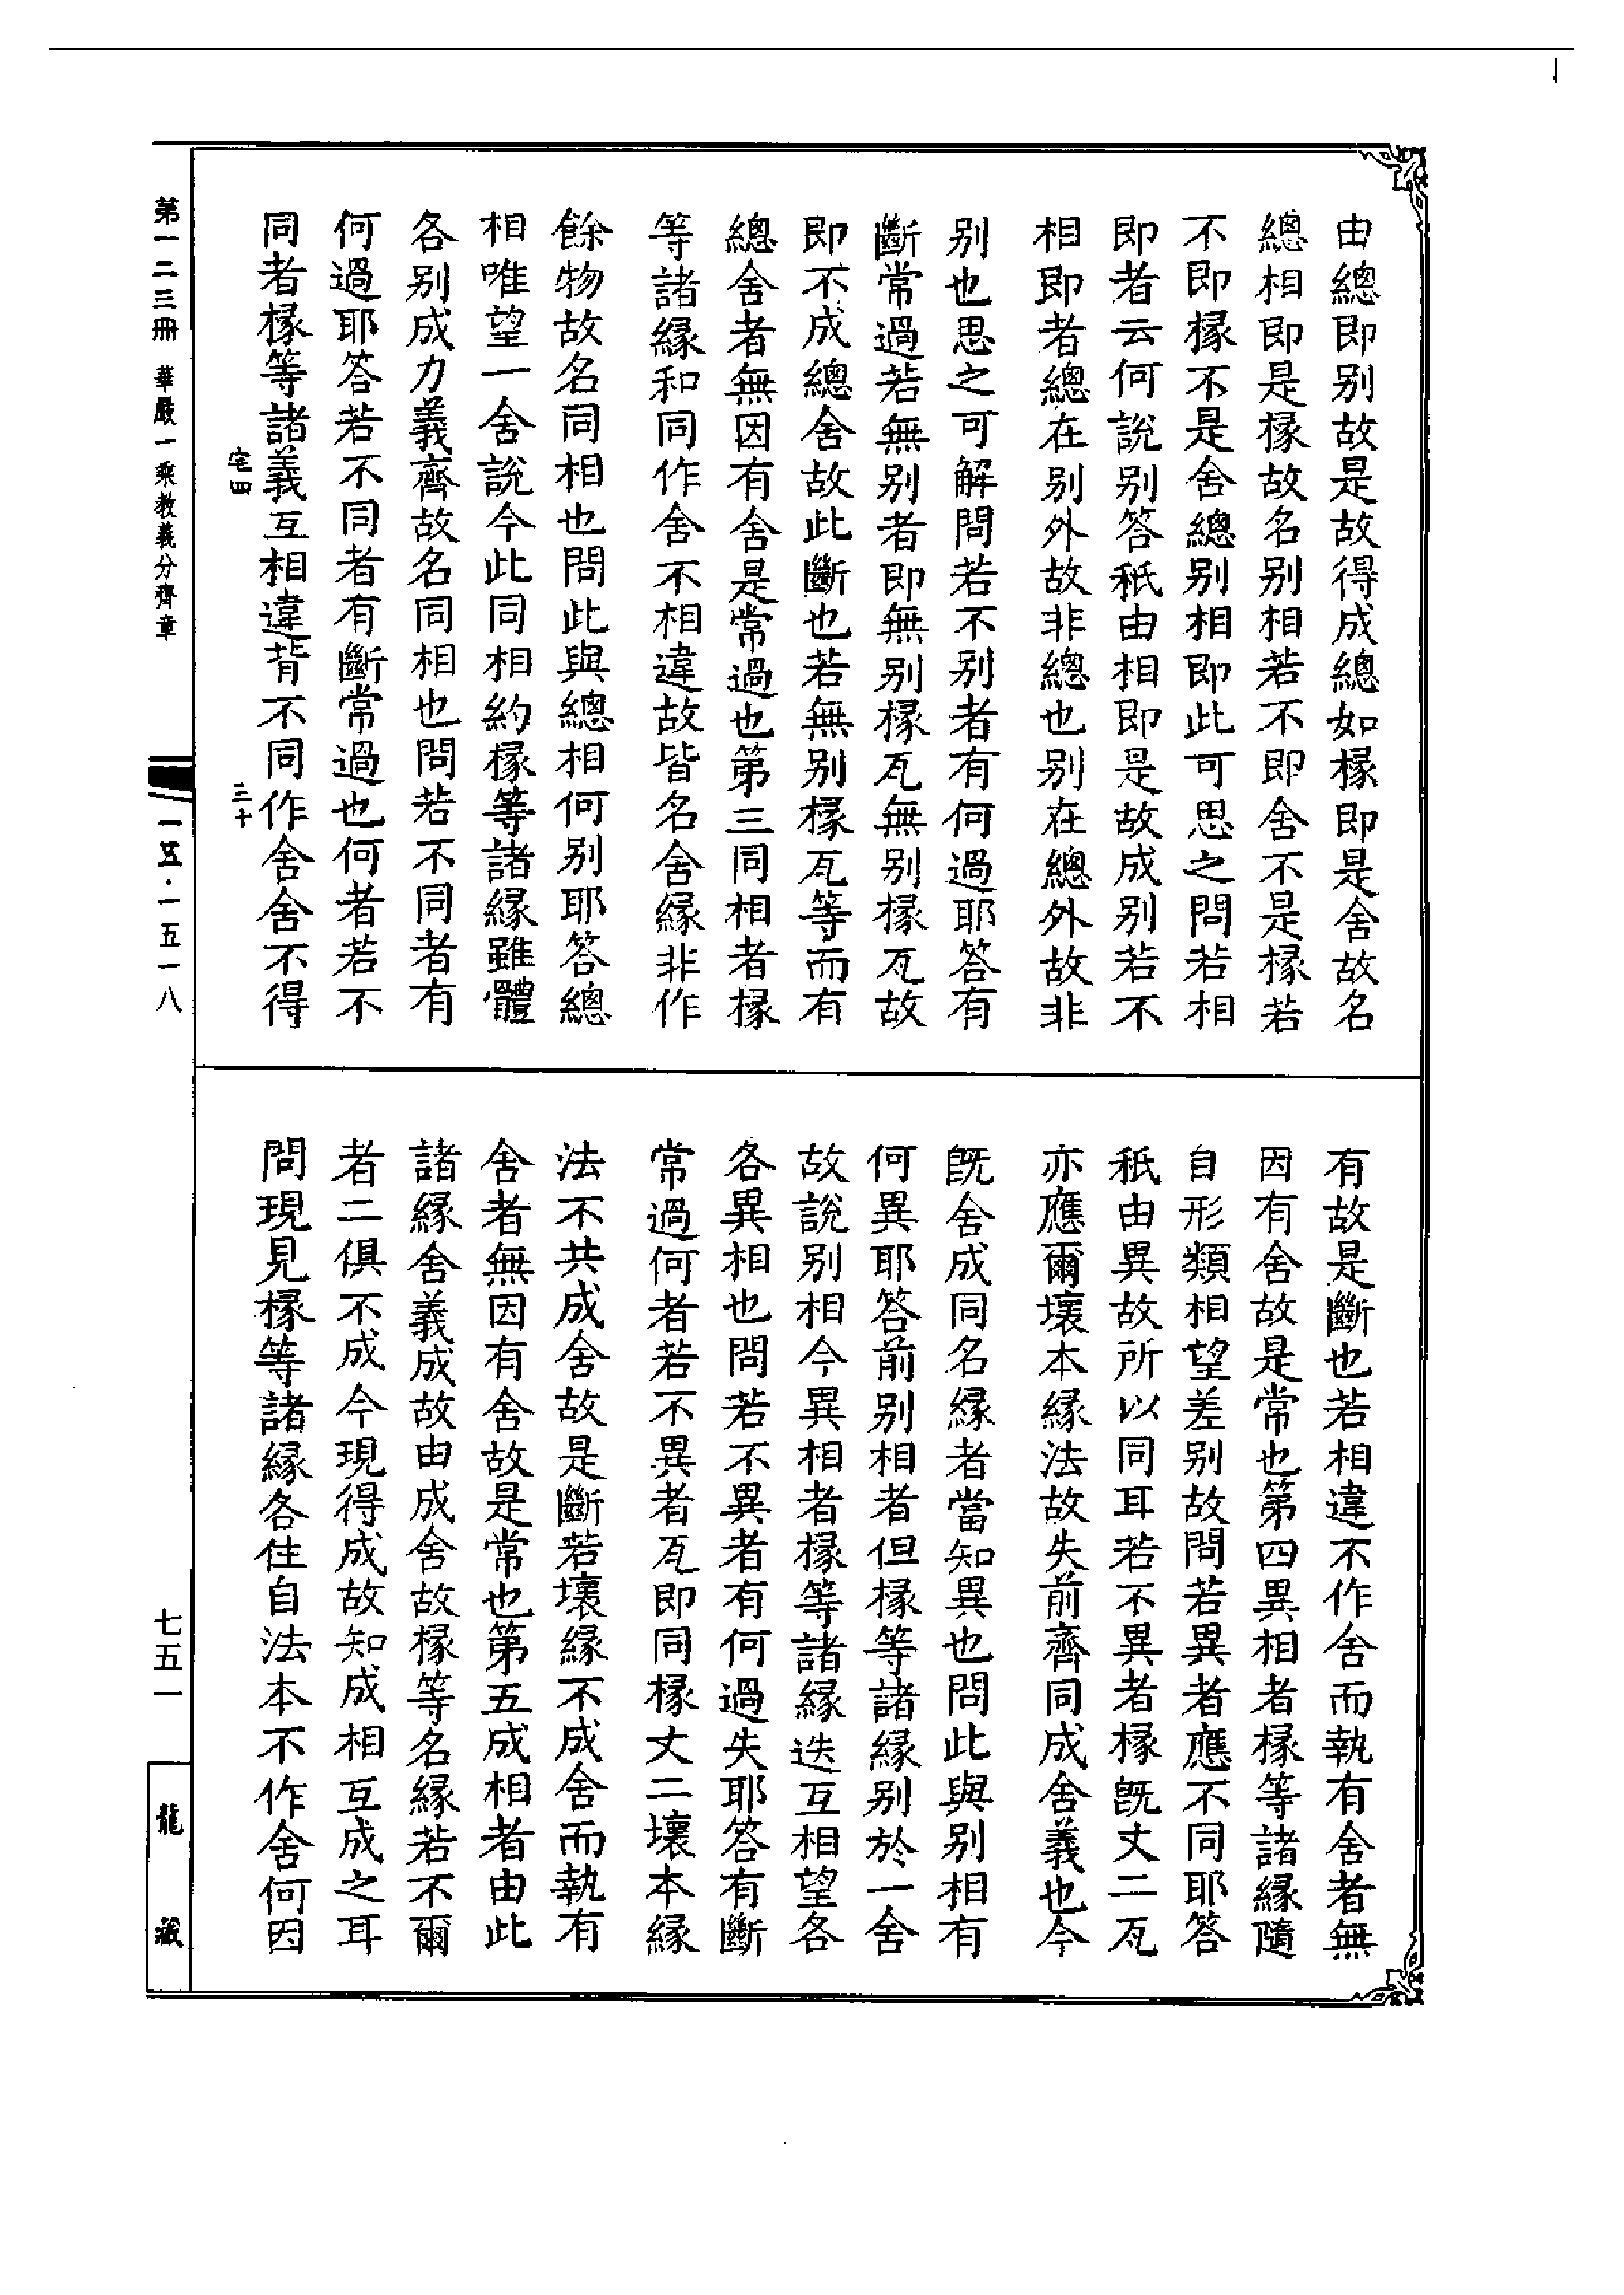 由總即别故是故得成總如椽即是舍故名
總相即是椽故名别相若不即舍不是椽若
不即椽不是舍總别相即此可思之問若相
即者云何說别答秖由相即是故成别若不
相即者總在别外故非總也别在總外故非
别也思之可解問若不别者有何過耶答有
斷常過若無别者即無别椽瓦無别椽瓦故
即不成總舍故此斷也若無别椽瓦等而有
總舍者無因有舍是常過也第三同相者椽
等諸緣和同作舍不相違故皆名舍緣非作
餘物故名同相也問此與總相何别耶答總
相唯望一舍說今此同相約椽等諸緣雖體
各别成力義齊故名同相也問若不同者有
何過耶答若不同者有斷常過也何者若不
同者椽等諸義互相違背不同作舍舍不得
宅四 三十
有故是斷也若相違不作舍而執有舍者無
因有舍故是常也第四異相者椽等諸緣隨
自形類相望差别故問若異者應不同耶答
秖由異故所以同耳若不異者椽旣丈二瓦
亦應爾壞本緣法故失前齊同成舍義也今
旣舍成同名緣者當知異也問此與别相有
何異耶答前别相者但椽等諸緣别於一舍
故說别相今異相者椽等諸緣迭互相望各
各異相也問若不異者有何過失耶答有斷
常過何者若不異者瓦即同椽丈二壞本緣
法不共成舍故是斷若壞緣不成舍而執有
舍者無因有舍故是常也第五成相者由此
諸緣舍義成故由成舍故椽等名緣若不爾
者二俱不成今現得成故知成相互成之耳
問現見椽等諸緣各住自法本不作舍何因
第一二三冊 華嚴一乘教義分齊章
一五·一五一八
七五一
龍藏